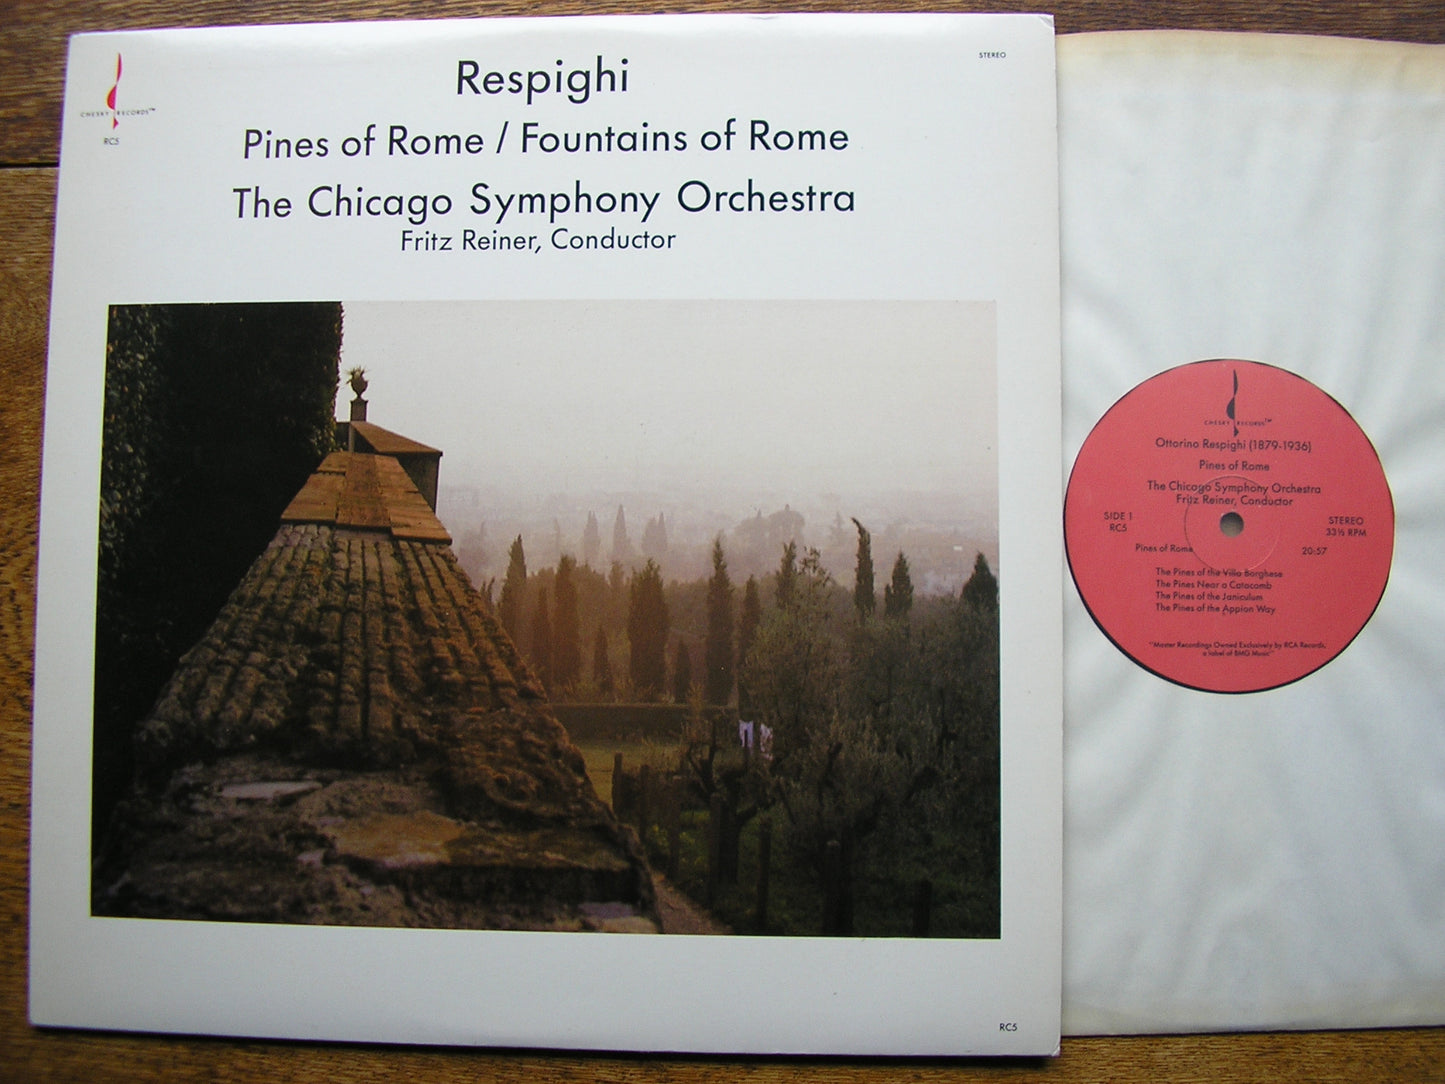 CHESKY RECORDS™
RC5
STEREO
Respighi
Pines of Rome / Fountains of Rome
The Chicago Symphony Orchestra
Fritz Reiner, Conductor
RC5
CHESKY RECORDS™
Ottorino Respighi (1879-1936)
Pines of Rome
The Chicago Symphony Orchestra
Fritz Reiner, Conductor
SIDE 1
RC5
STEREO
33⅓ RPM
Pines of Rome 20:57
The Pines of the Villa Borghese
The Pines Near a Catacomb
The Pines of the Janiculum
The Pines of the Appion Way
"Master Recordings Owned Exclusively by RCA Records,
a label of BMG Music"